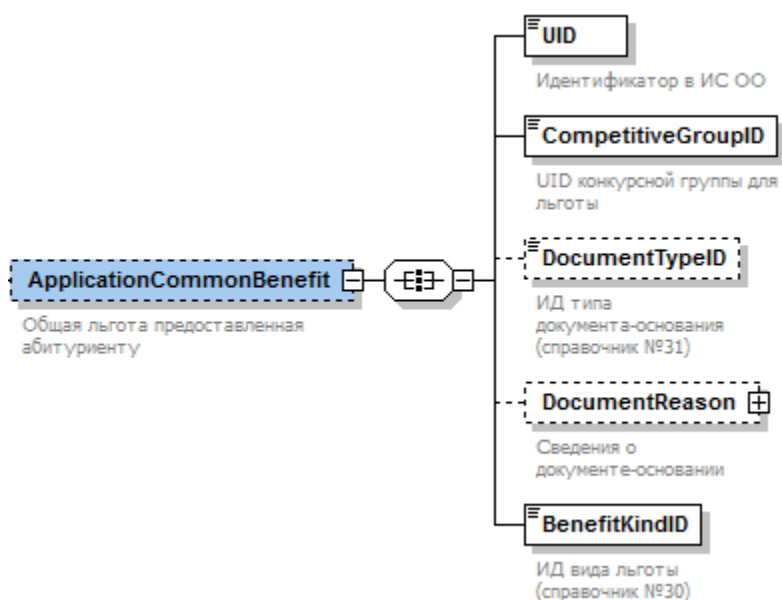 UID
Идентификатор в ИС ОО
CompetitiveGroupID
UID конкурсной группы для
льготы
DocumentTypeID
ИД типа
документа-основания
(справочник №31)
ApplicationCommonBenefit
Общая льгота предоставленная
абитуриенту
DocumentReason
Сведения о
документе-основании
BenefitKindID
ИД вида льготы
(справочник №30)